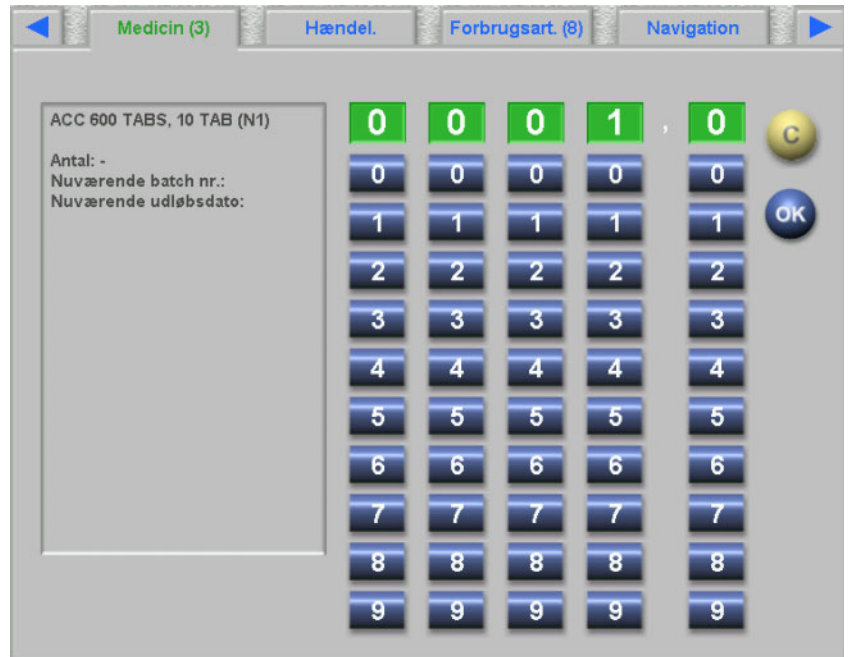 Medicin (3) Hændel. Forbrugsart. (8) Navigation
ACC 600 TABS, 10 TAB (N1)
Antal: -
Nuværende batch nr.:
Nuværende udløbsdato:
0 0 0 1 , 0
C
0 0 0 0 0
OK
1 1 1 1 1
2 2 2 2 2
3 3 3 3 3
4 4 4 4 4
5 5 5 5 5
6 6 6 6 6
7 7 7 7 7
8 8 8 8 8
9 9 9 9 9